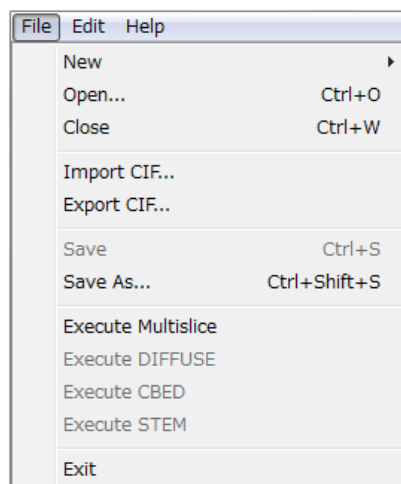 File Edit Help
New
Open... Ctrl+O
Close Ctrl+W
Import CIF...
Export CIF...
Save Ctrl+S
Save As... Ctrl+Shift+S
Execute Multislice
Execute DIFFUSE
Execute CBED
Execute STEM
Exit